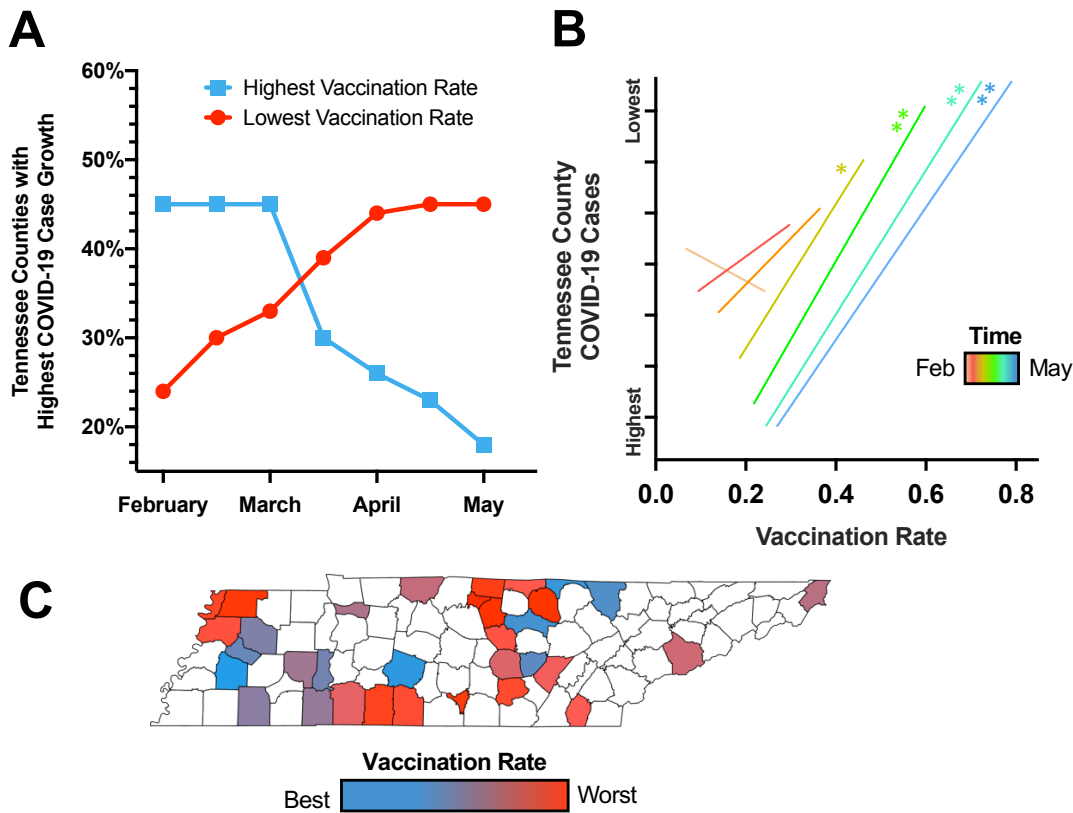 A
Tennessee Counties with
Highest COVID-19 Case Growth
60%
50%
40%
30%
20%
Highest Vaccination Rate
Lowest Vaccination Rate
February March April May
B
Tennessee County
COVID-19 Cases
Lowest
Highest
*
**
**
**
Time
Feb May
0.0 0.2 0.4 0.6 0.8
Vaccination Rate
C
Vaccination Rate
Best Worst